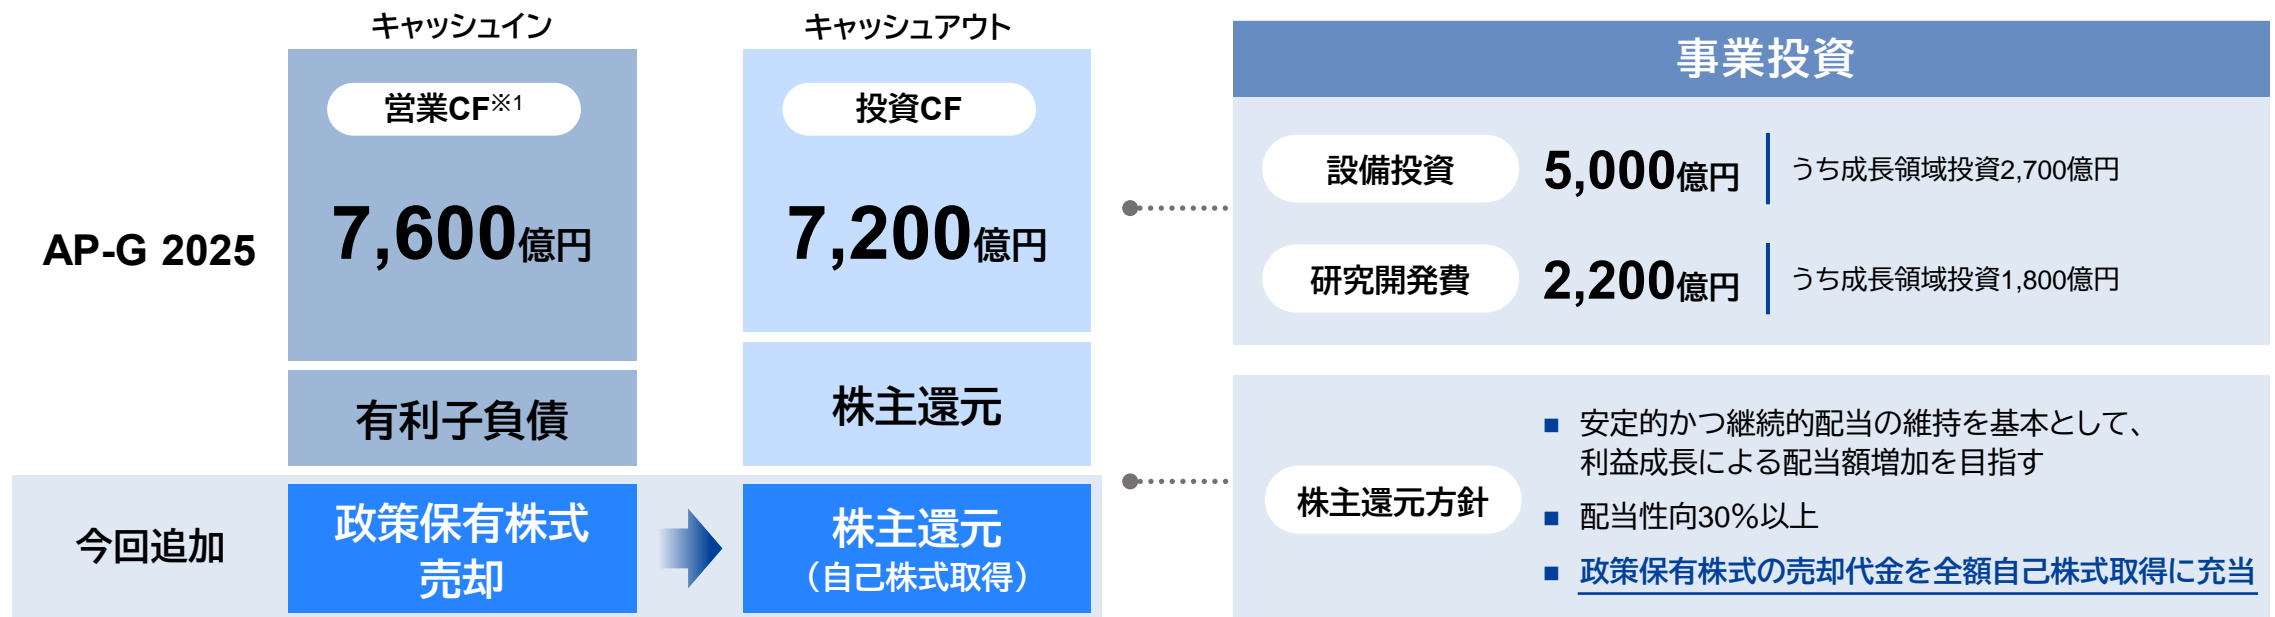 キャッシュイン
キャッシュアウト
AP-G 2025
営業CF※1
7,600億円
有利子負債
投資CF
7,200億円
株主還元
今回追加
政策保有株式
売却
株主還元
（自己株式取得）
事業投資
設備投資
5,000億円
うち成長領域投資2,700億円
研究開発費
2,200億円
うち成長領域投資1,800億円
株主還元方針
■ 安定的かつ継続的配当の維持を基本として、
利益成長による配当額増加を目指す
■ 配当性向30％以上
■ 政策保有株式の売却代金を全額自己株式取得に充当